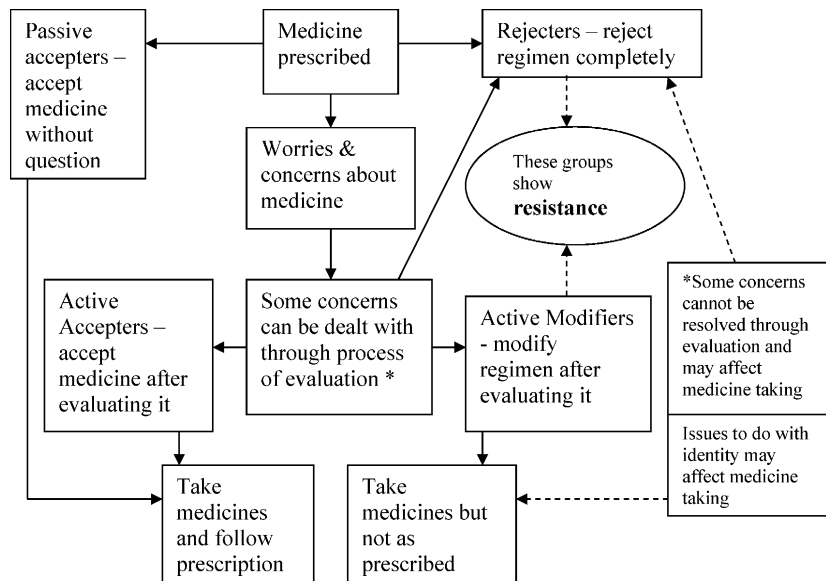 Passive
accepters –
accept
medicine
without
question
Medicine
prescribed
Rejecters – reject
regimen completely
Worries &
concerns about
medicine
These groups
show
resistance
Active
Accepters –
accept
medicine after
evaluating it
Some concerns
can be dealt with
through process
of evaluation *
Active Modifiers
- modify
regimen after
evaluating it
*Some concerns
cannot be
resolved through
evaluation and
may affect
medicine taking
Issues to do with
identity may
affect medicine
taking
Take
medicines
and follow
prescription
Take
medicines but
not as
prescribed